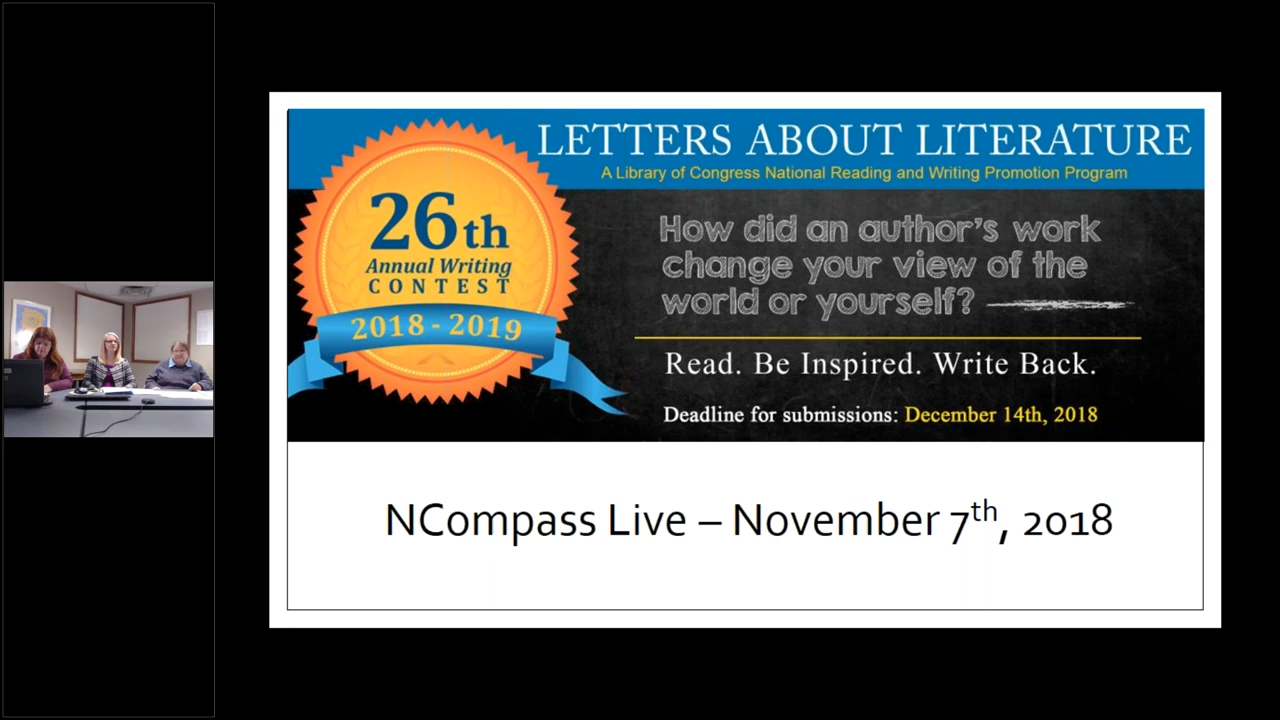 LETTERS ABOUT LITERATURE
A Library of Congress National Reading and Writing Promotion Program
26th
Annual Writing
CONTEST
2018 - 2019
How did an author's work
change your view of the
world or yourself?
Read. Be Inspired. Write Back.
Deadline for submissions: December 14th, 2018
NCompass Live – November 7th, 2018